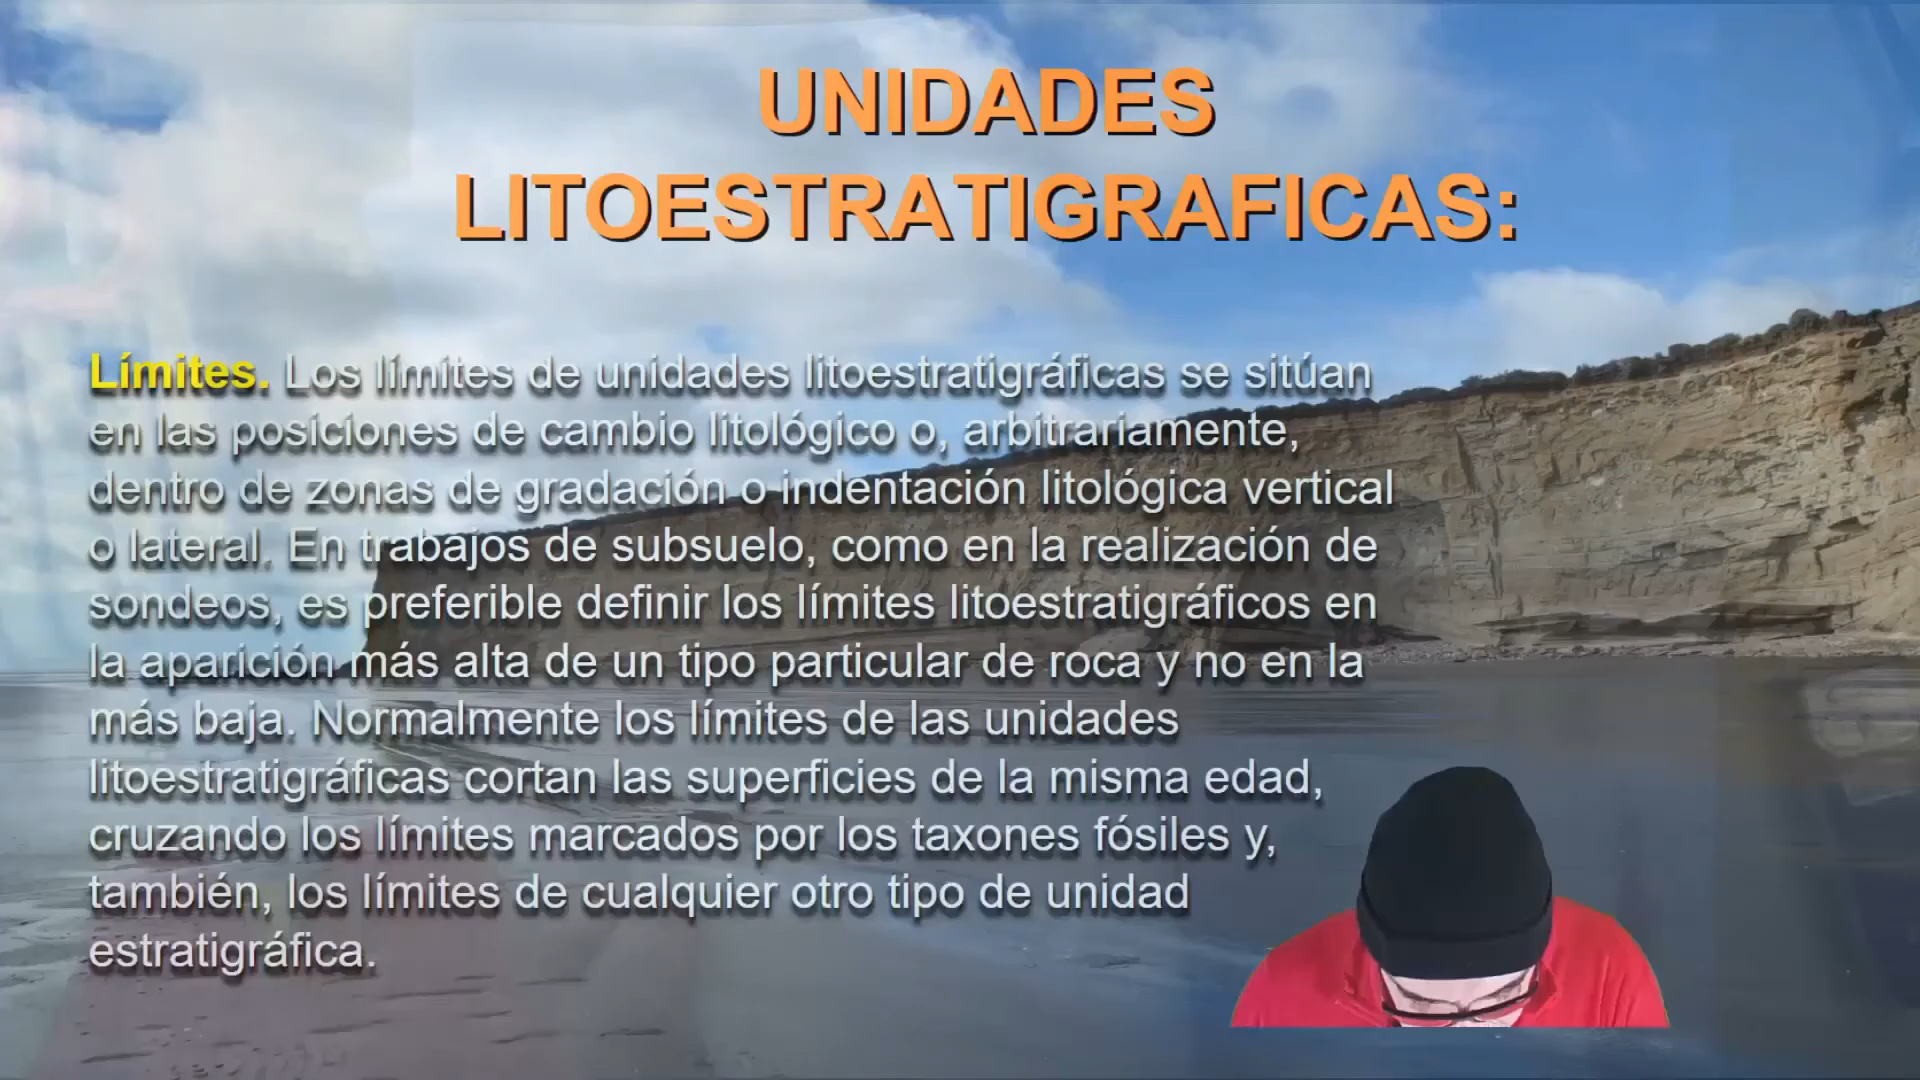 UNIDADES
LITOESTRATIGRAFICAS:
Límites. Los límites de unidades litoestratigráficas se sitúan
en las posiciones de cambio litológico o, arbitrariamente,
dentro de zonas de gradación o indentación litológica vertical
o lateral. En trabajos de subsuelo, como en la realización de
sondeos, es preferible definir los límites litoestratigráficos en
la aparición más alta de un tipo particular de roca y no en la
más baja. Normalmente los límites de las unidades
litoestratigráficas cortan las superficies de la misma edad,
cruzando los límites marcados por los taxones fósiles y,
también, los límites de cualquier otro tipo de unidad
estratigráfica.